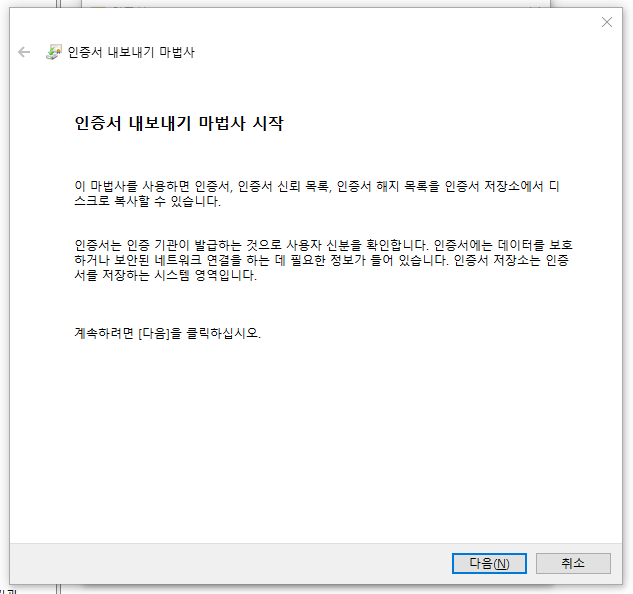 인증서 내보내기 마법사
인증서 내보내기 마법사 시작
이 마법사를 사용하면 인증서, 인증서 신뢰 목록, 인증서 해지 목록을 인증서 저장소에서 디
스크로 복사할 수 있습니다.
인증서는 인증 기관이 발급하는 것으로 사용자 신분을 확인합니다. 인증서에는 데이터를 보호
하거나 보안된 네트워크 연결을 하는 데 필요한 정보가 들어 있습니다. 인증서 저장소는 인증
서를 저장하는 시스템 영역입니다.
계속하려면 [다음]을 클릭하십시오.
다음(N)
취소